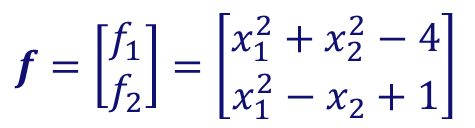 𝒇 = [f₁ f₂] = [x₁² + x₂² − 4
x₁² − x₂ + 1]